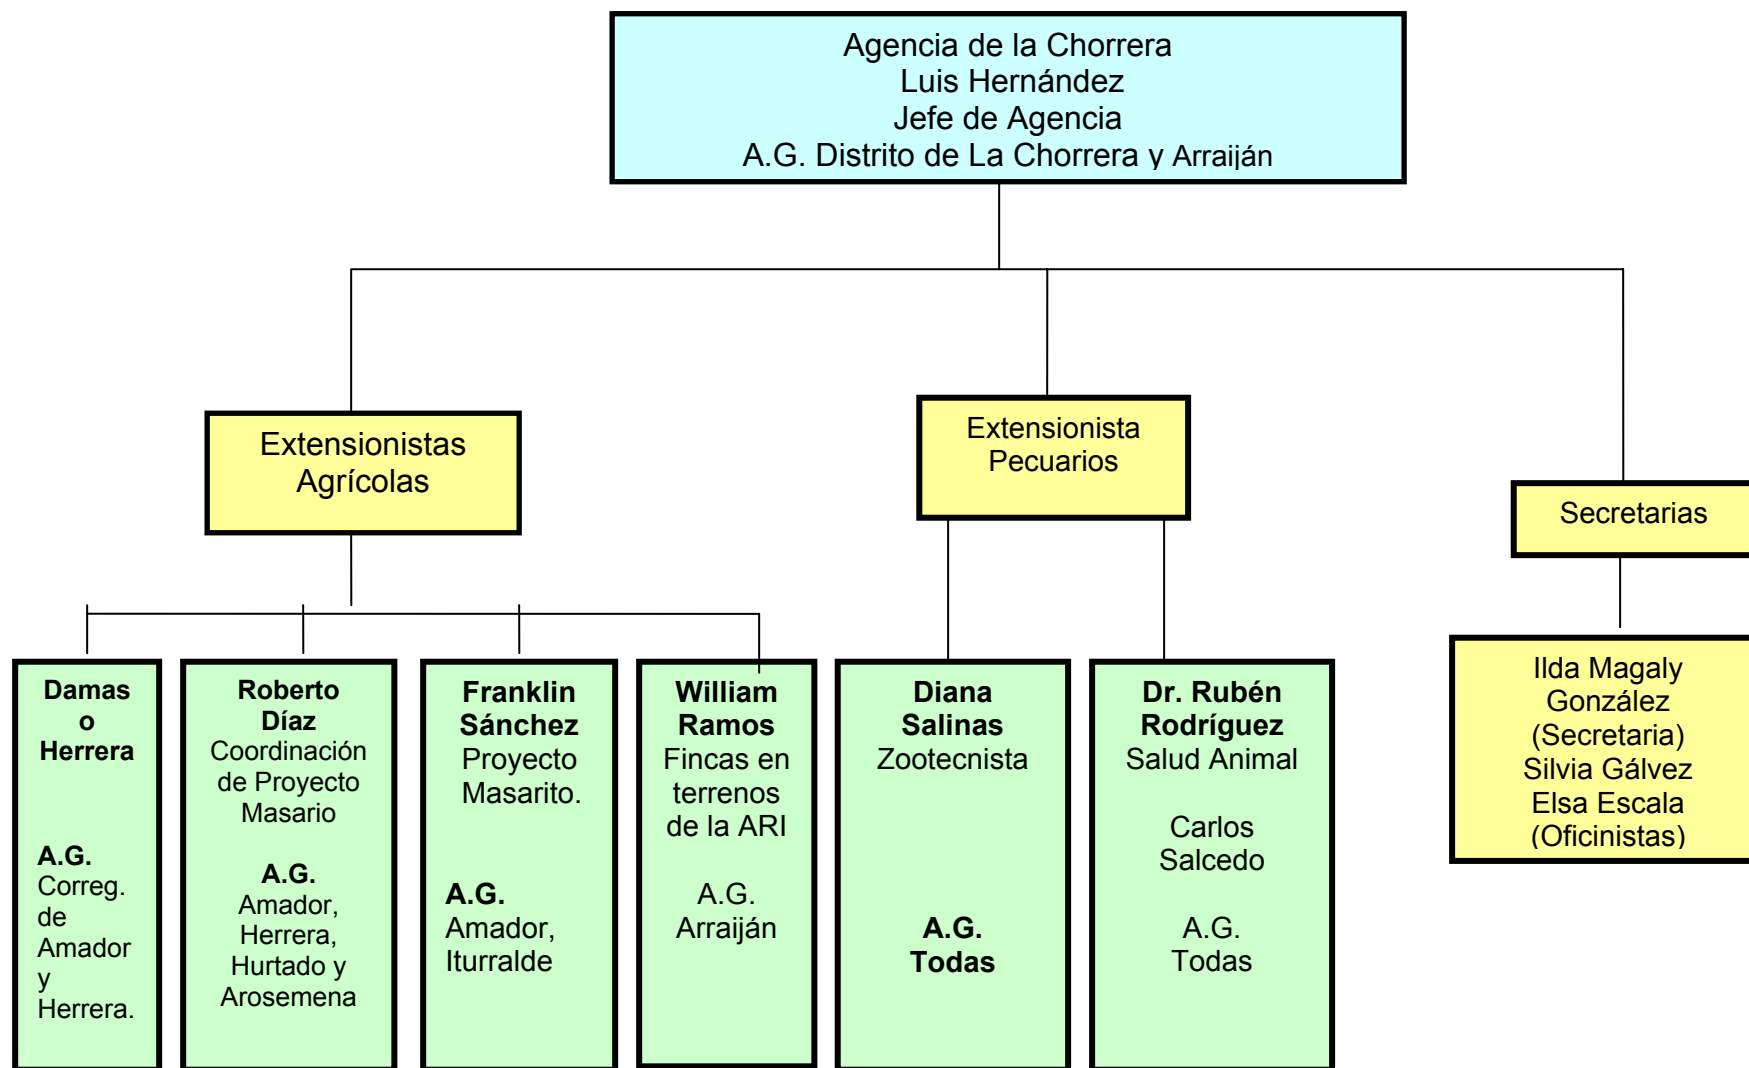 Agencia de la Chorrera
Luis Hernández
Jefe de Agencia
A.G. Distrito de La Chorrera y Arraiján
Extensionistas
Agrícolas
Extensionista
Pecuarios
Secretarias
Damas
o
Herrera
A.G.
Correg.
de
Amador
y
Herrera.
Roberto
Díaz
Coordinación
de Proyecto
Masario
A.G.
Amador,
Herrera,
Hurtado y
Arosemena
Franklin
Sánchez
Proyecto
Masarito.
A.G.
Amador,
Iturralde
William
Ramos
Fincas en
terrenos
de la ARI
A.G.
Arraiján
Diana
Salinas
Zootecnista
A.G.
Todas
Dr. Rubén
Rodríguez
Salud Animal
Carlos
Salcedo
A.G.
Todas
Ilda Magaly
González
(Secretaria)
Silvia Gálvez
Elsa Escala
(Oficinistas)